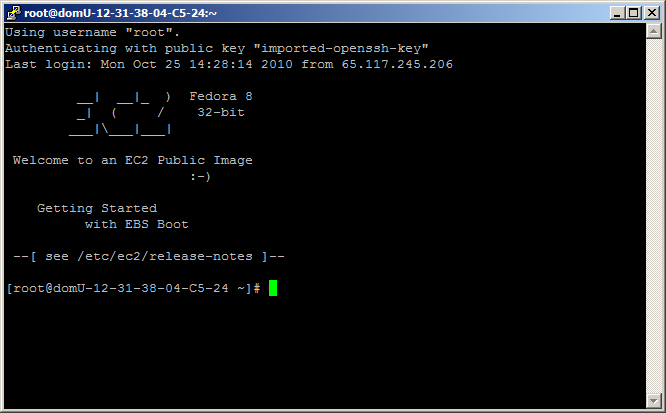 root@domU-12-31-38-04-C5-24:~
Using username "root".
Authenticating with public key "imported-openssh-key"
Last login: Mon Oct 25 14:28:14 2010 from 65.117.245.206
         __|  __|_  )  Fedora 8
         _|  (     /    32-bit
        ___|\___|___|
 Welcome to an EC2 Public Image
                       :-)
    Getting Started
          with EBS Boot
 --[ see /etc/ec2/release-notes ]--
[root@domU-12-31-38-04-C5-24 ~]#